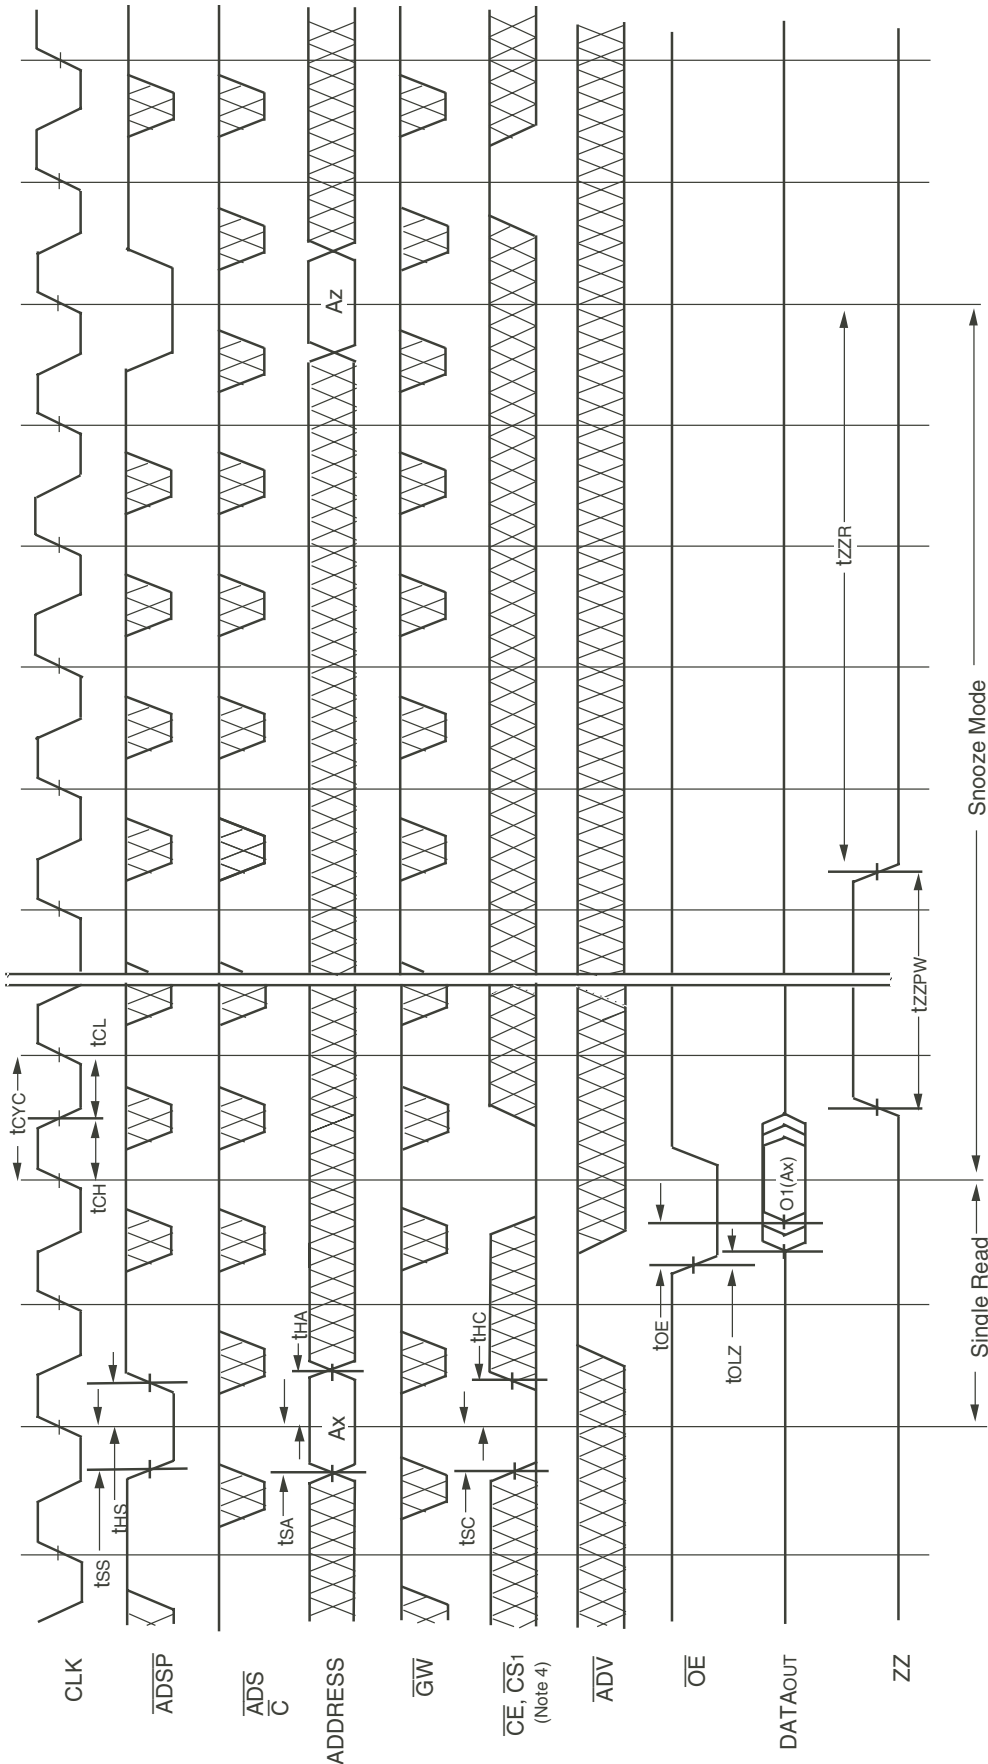 CLK
ADSP
ADS
C
ADDRESS
GW
CE, CS1
(Note 4)
ADV
OE
DATAOUT
ZZ
tCYC
tCH
tCL
tSS
tHS
tSA
tHA
Ax
Az
tSC
tHC
tOE
tOLZ
O1(Ax)
tZZPW
tZZR
Single Read
Snooze Mode